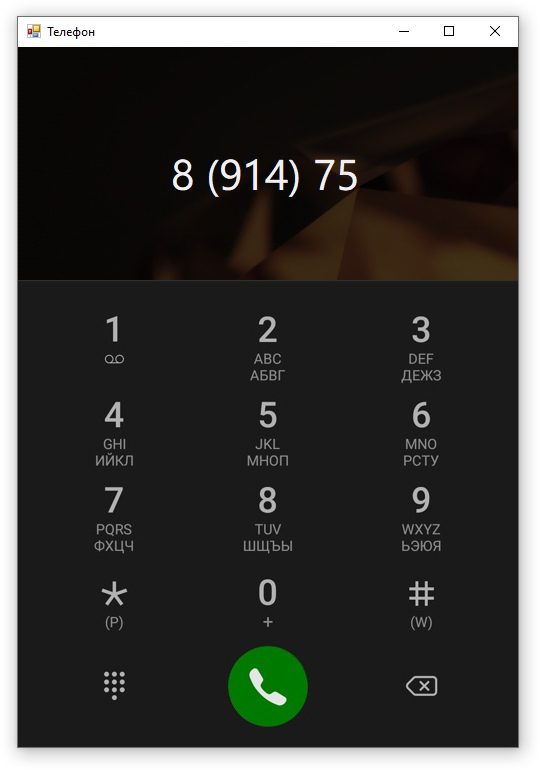 Телефон
8 (914) 75
1 2 3
ABC DEF
АБВГ ДЕЖЗ
4 5 6
GHI JKL MNO
ИЙКЛ МНОП РСТУ
7 8 9
PQRS TUV WXYZ
ФХЦЧ ШЩЪЫ ЬЭЮЯ
* 0 #
(P) + (W)